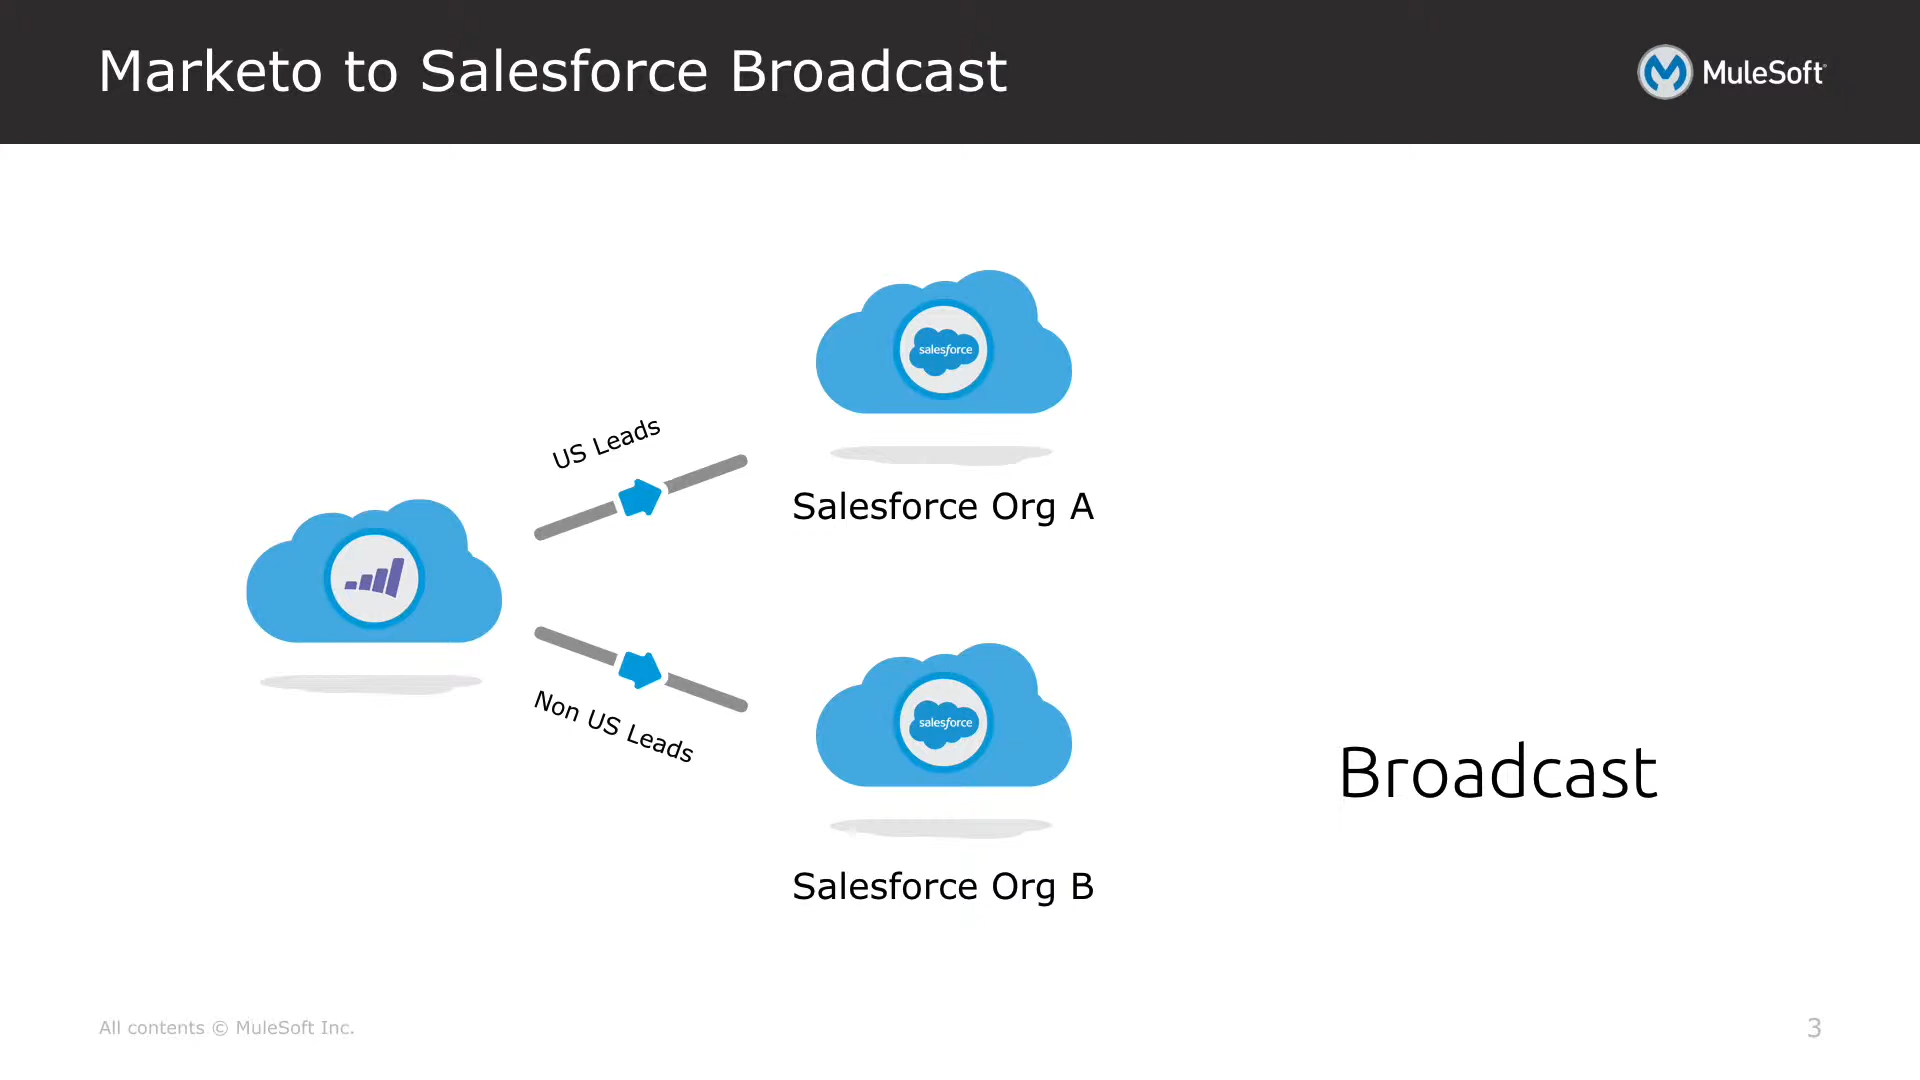 Marketo to Salesforce Broadcast
MuleSoft
salesforce
US Leads
Salesforce Org A
Non US Leads
salesforce
Broadcast
Salesforce Org B
All contents © MuleSoft Inc.
3